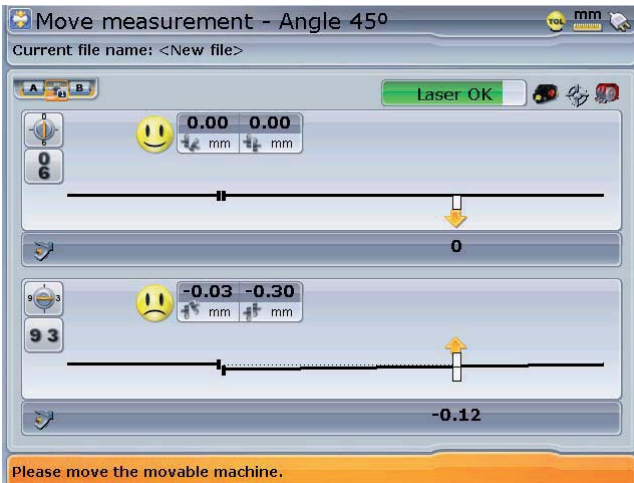 Move measurement - Angle 45º
TOL mm
Current file name: <New file>
A B
Laser OK
0.00 0.00
mm mm
0
6
0
-0.03 -0.30
mm mm
9 3
9 3
-0.12
Please move the movable machine.